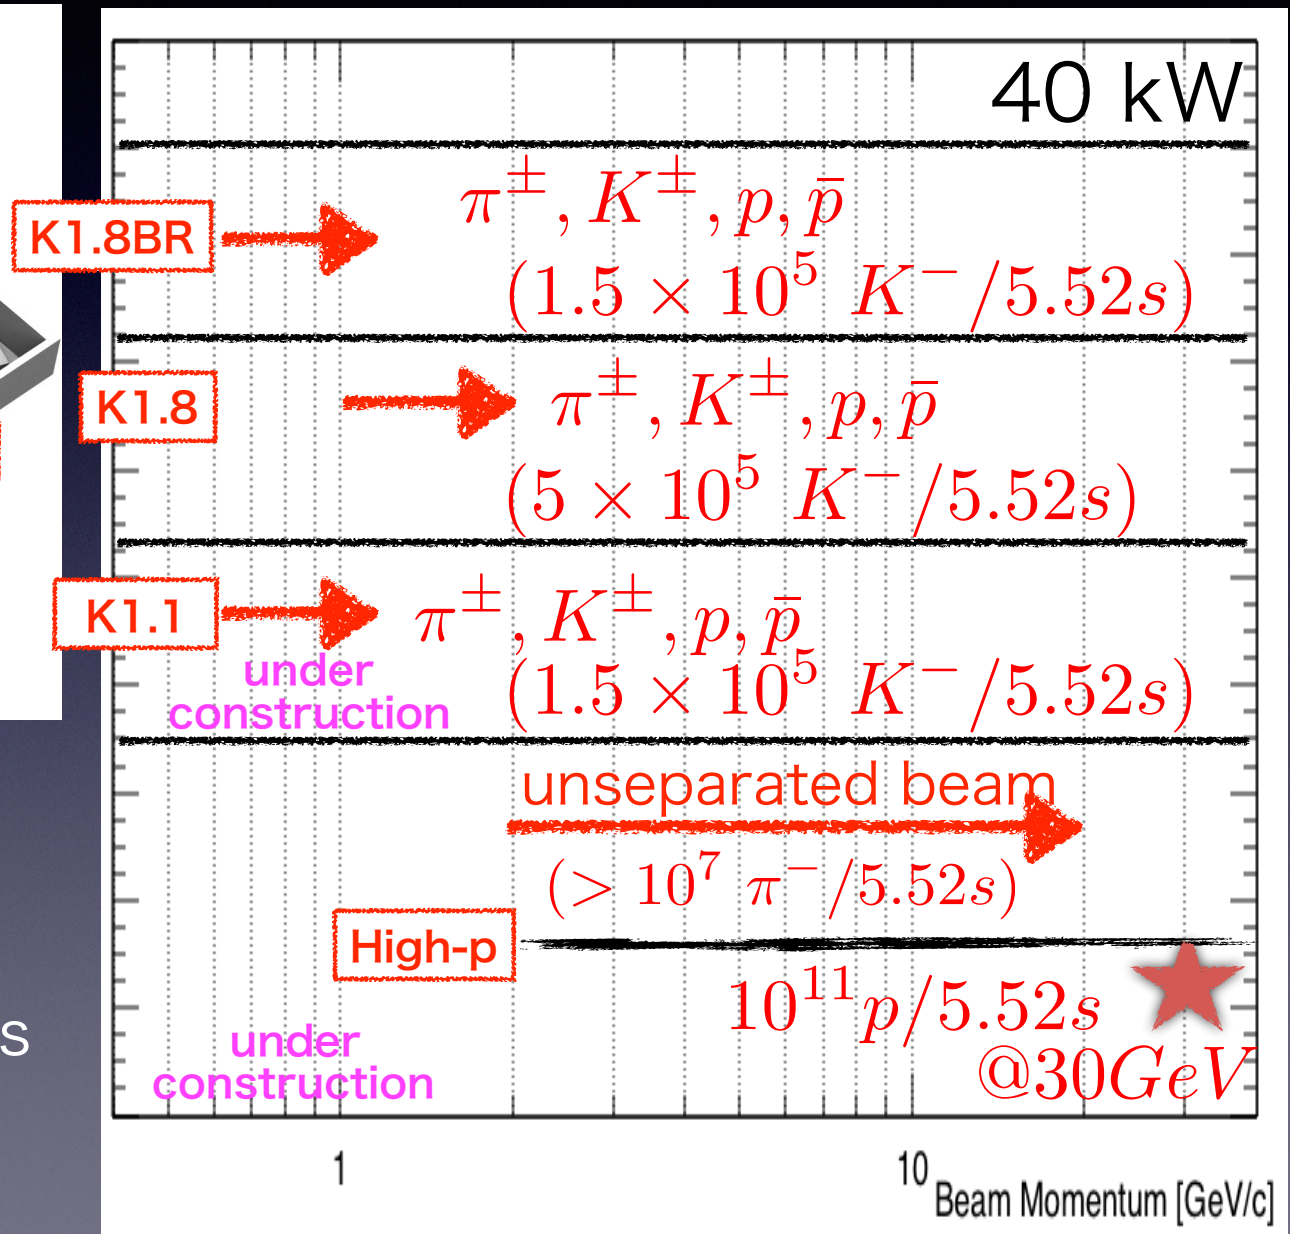 40 kW
K1.8BR
π±, K±, p, p̄
(1.5 × 10⁵ K⁻/5.52s)
K1.8
π±, K±, p, p̄
(5 × 10⁵ K⁻/5.52s)
K1.1
π±, K±, p, p̄
under
construction
(1.5 × 10⁵ K⁻/5.52s)
unseparated beam
(> 10⁷ π⁻/5.52s)
High-p
10¹¹p/5.52s
@30GeV
s
under
construction
1
10
Beam Momentum [GeV/c]